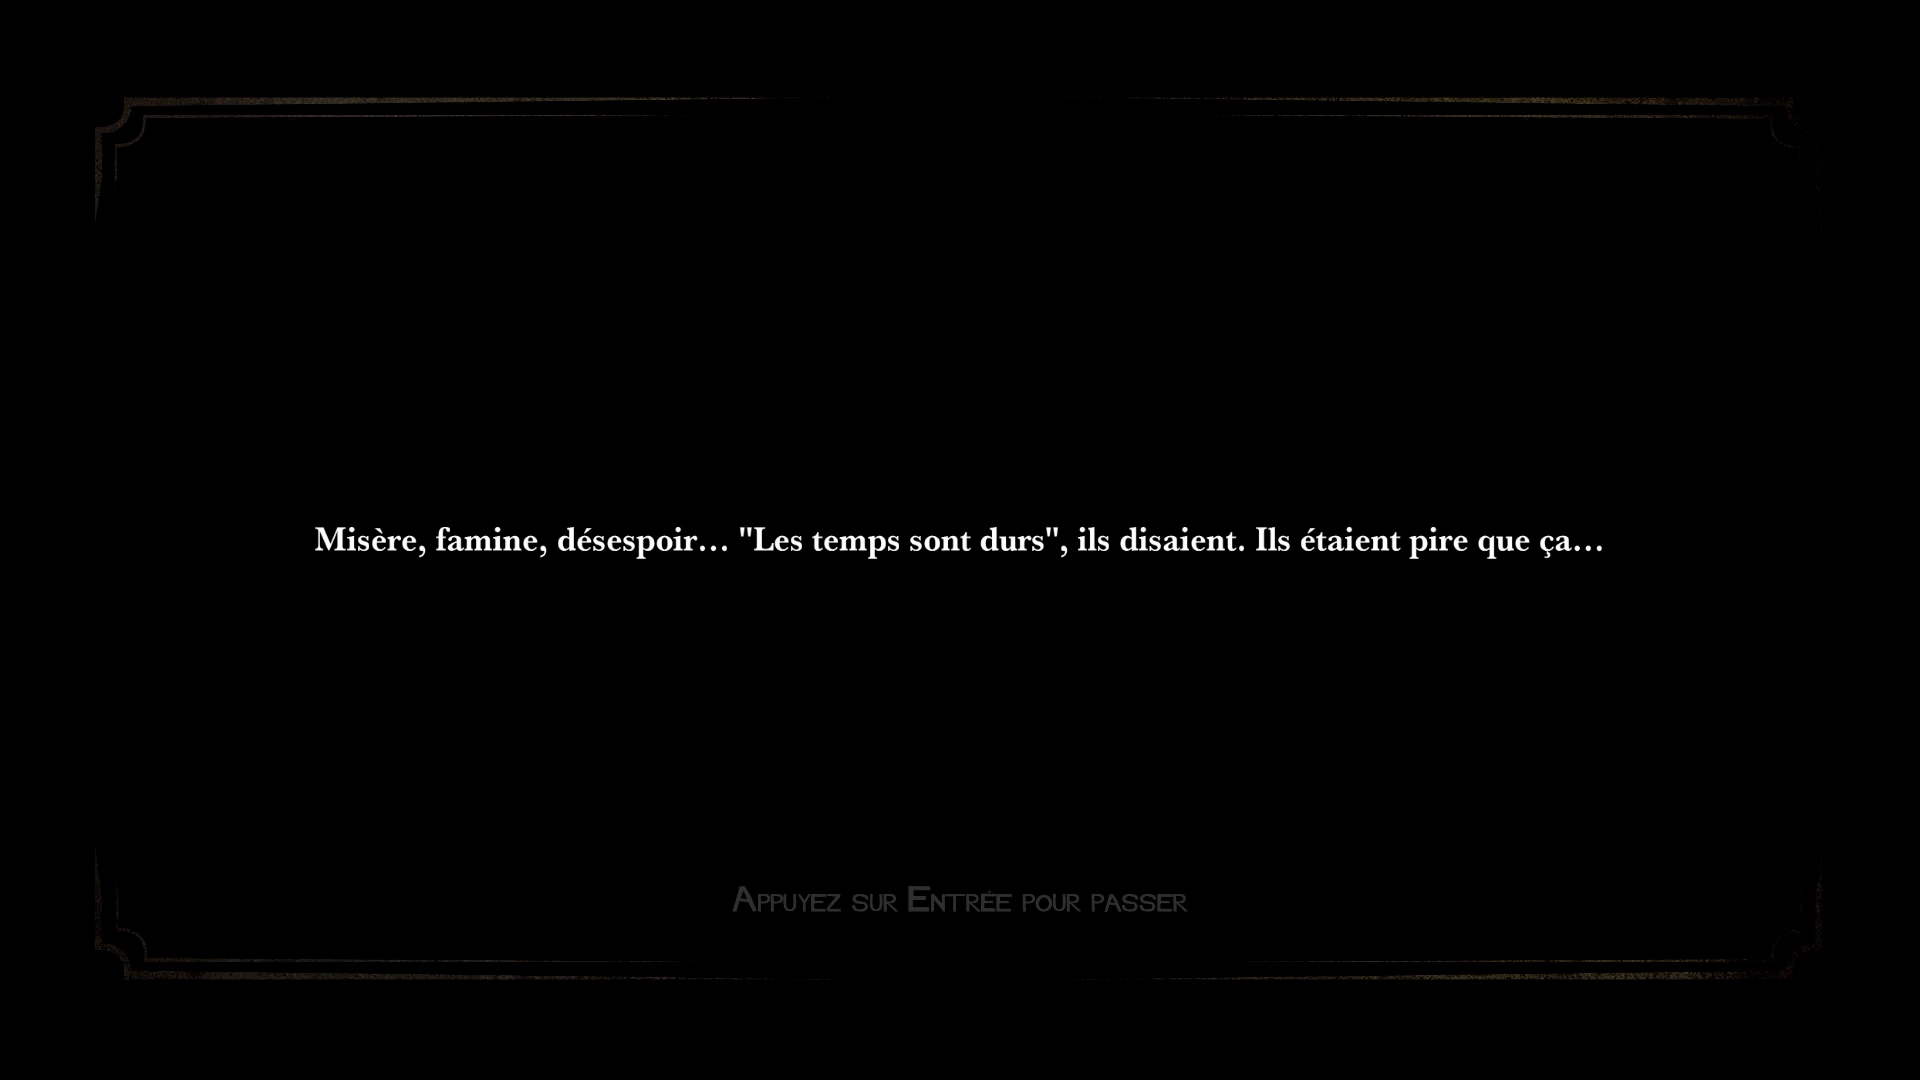 Misère, famine, désespoir… "Les temps sont durs", ils disaient. Ils étaient pire que ça…
Appuyez sur Entrée pour passer